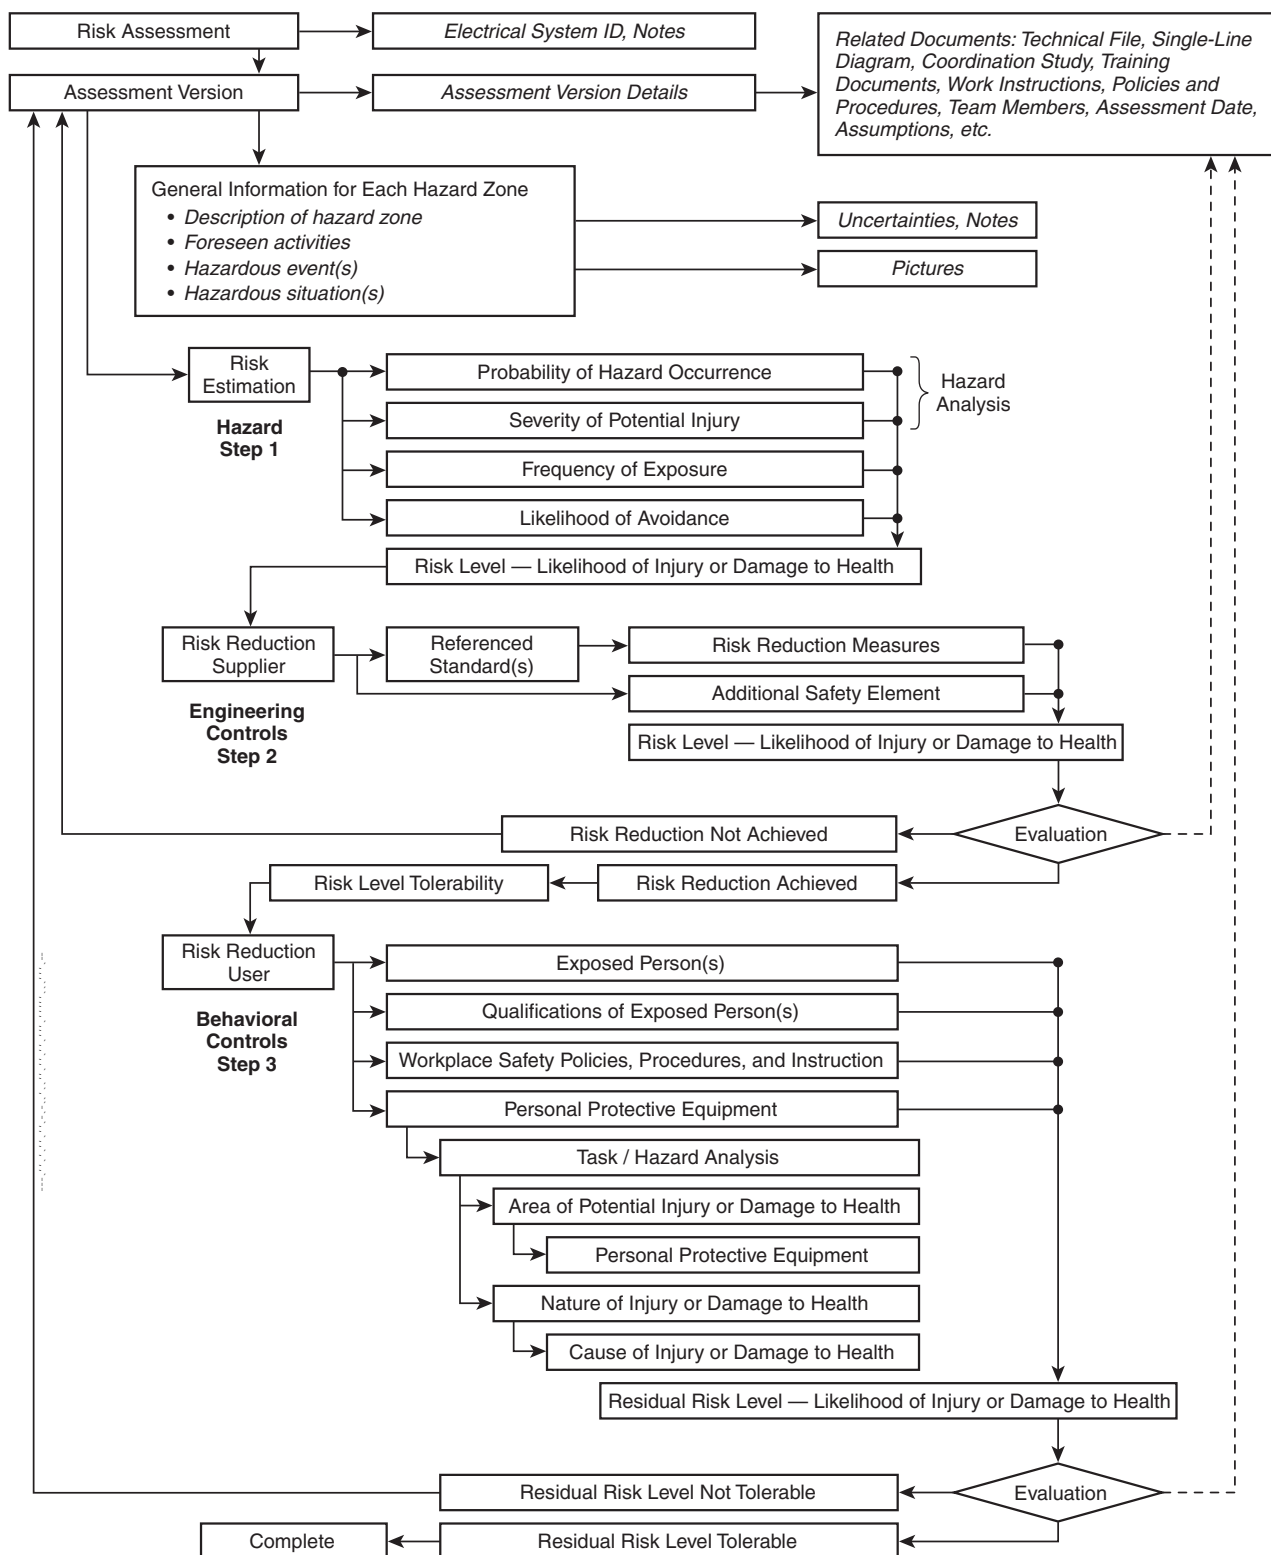 Risk Assessment
Electrical System ID, Notes
Related Documents: Technical File, Single-Line
Diagram, Coordination Study, Training
Documents, Work Instructions, Policies and
Procedures, Team Members, Assessment Date,
Assumptions, etc.
Assessment Version
Assessment Version Details
General Information for Each Hazard Zone
• Description of hazard zone
• Foreseen activities
• Hazardous event(s)
• Hazardous situation(s)
Uncertainties, Notes
Pictures
Risk
Estimation
Hazard
Step 1
Probability of Hazard Occurrence
Severity of Potential Injury
Hazard
Analysis
Frequency of Exposure
Likelihood of Avoidance
Risk Level — Likelihood of Injury or Damage to Health
Risk Reduction
Supplier
Engineering
Controls
Step 2
Referenced
Standard(s)
Risk Reduction Measures
Additional Safety Element
Risk Level — Likelihood of Injury or Damage to Health
Evaluation
Risk Reduction Not Achieved
Risk Reduction Achieved
Risk Level Tolerability
Risk Reduction
User
Behavioral
Controls
Step 3
Exposed Person(s)
Qualifications of Exposed Person(s)
Workplace Safety Policies, Procedures, and Instruction
Personal Protective Equipment
Task / Hazard Analysis
Area of Potential Injury or Damage to Health
Personal Protective Equipment
Nature of Injury or Damage to Health
Cause of Injury or Damage to Health
Residual Risk Level — Likelihood of Injury or Damage to Health
Evaluation
Residual Risk Level Not Tolerable
Residual Risk Level Tolerable
Complete